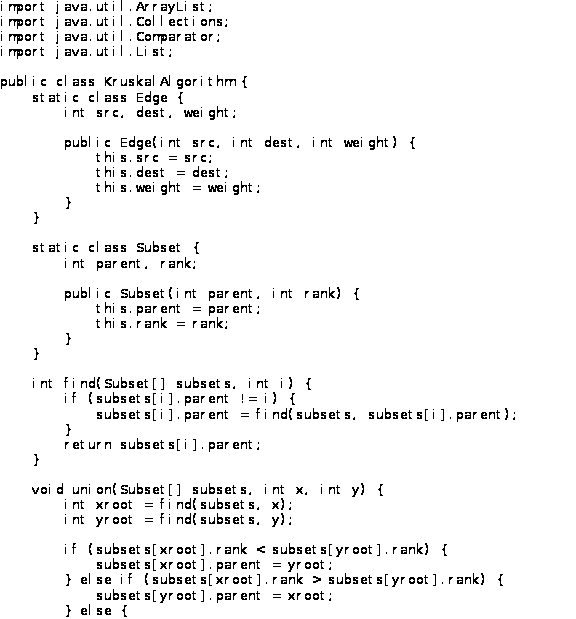 import java.util.ArrayList;
import java.util.Collections;
import java.util.Comparator;
import java.util.List;

public class KruskalAlgorithm{
    static class Edge {
        int src, dest, weight;

        public Edge(int src, int dest, int weight) {
            this.src = src;
            this.dest = dest;
            this.weight = weight;
        }
    }

    static class Subset {
        int parent, rank;

        public Subset(int parent, int rank) {
            this.parent = parent;
            this.rank = rank;
        }
    }

    int find(Subset[] subsets, int i) {
        if (subsets[i].parent != i) {
            subsets[i].parent = find(subsets, subsets[i].parent);
        }
        return subsets[i].parent;
    }

    void union(Subset[] subsets, int x, int y) {
        int xroot = find(subsets, x);
        int yroot = find(subsets, y);

        if (subsets[xroot].rank < subsets[yroot].rank) {
            subsets[xroot].parent = yroot;
        } else if (subsets[xroot].rank > subsets[yroot].rank) {
            subsets[yroot].parent = xroot;
        } else {